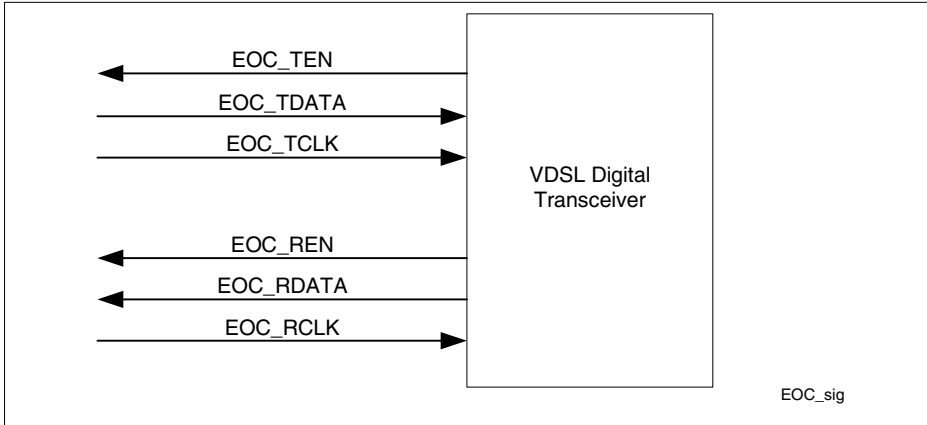 EOC_TEN
EOC_TDATA
EOC_TCLK
VDSL Digital
Transceiver
EOC_REN
EOC_RDATA
EOC_RCLK
EOC_sig